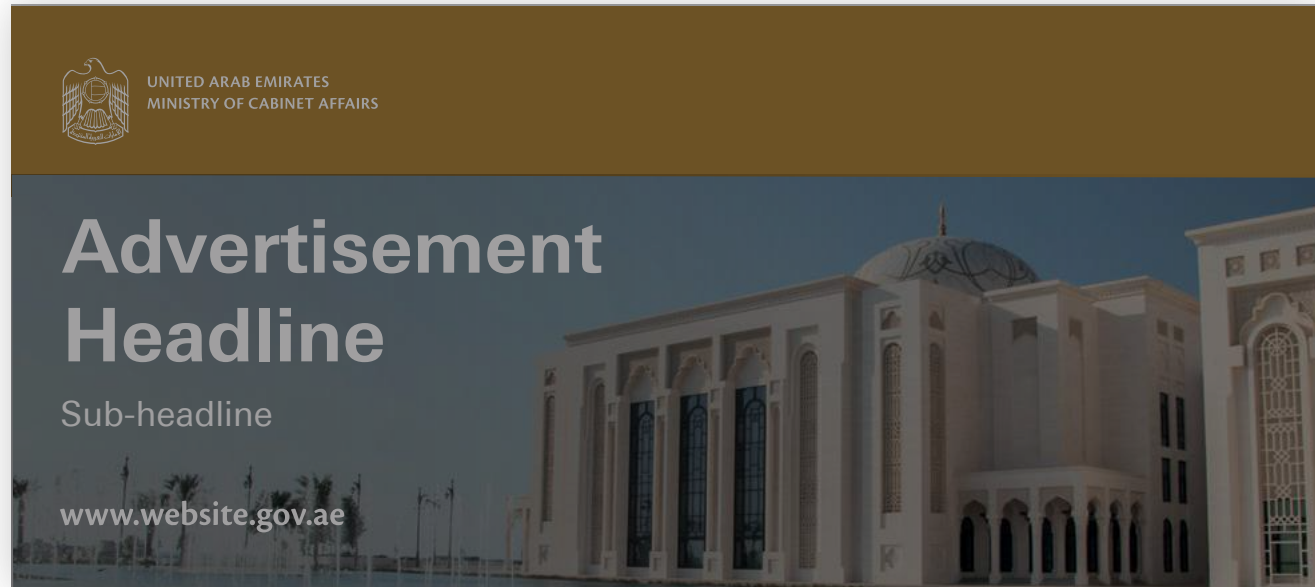 UNITED ARAB EMIRATES
MINISTRY OF CABINET AFFAIRS
Advertisement
Headline
Sub-headline
www.website.gov.ae